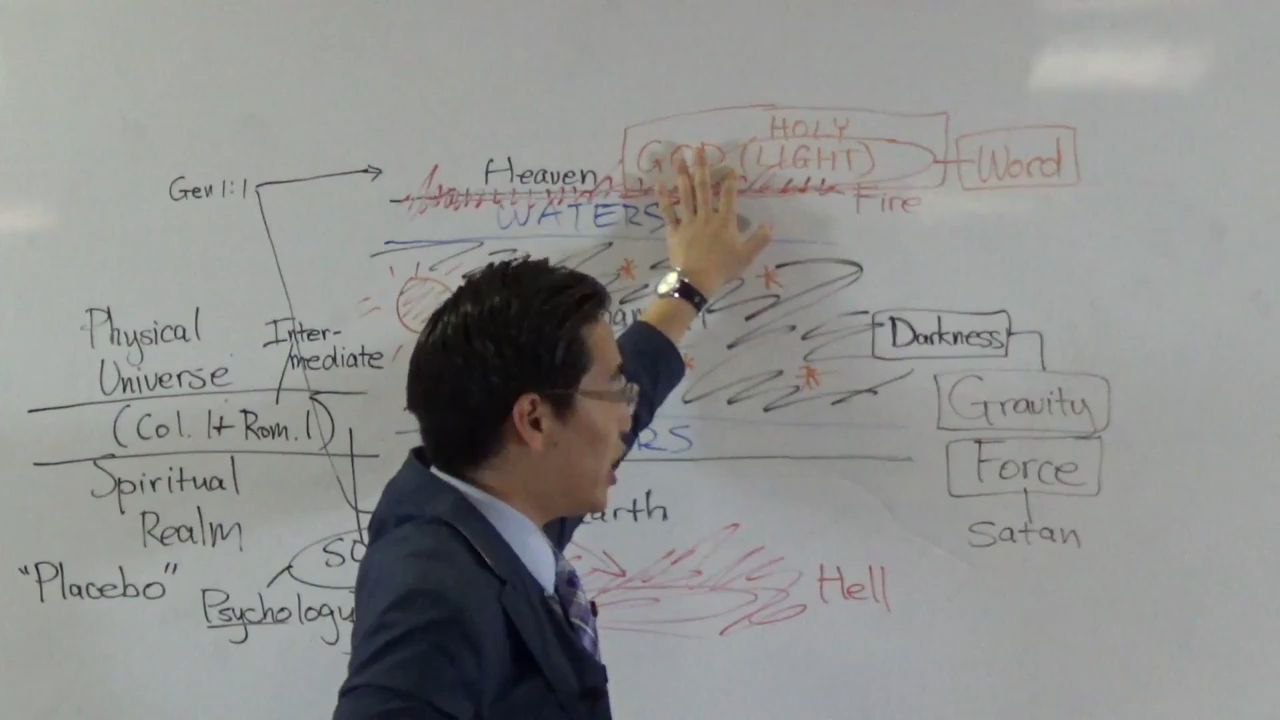 HOLY
GOD (LIGHT)
Word
Heaven
Gen 1:1
Fire
WATERS
Physical
Universe
Inter-
mediate
Darkness
Gravity
(Col. 1 + Rom. 1)
Force
Spiritual
Realm
Satan
"Placebo"
Psychology
Hell